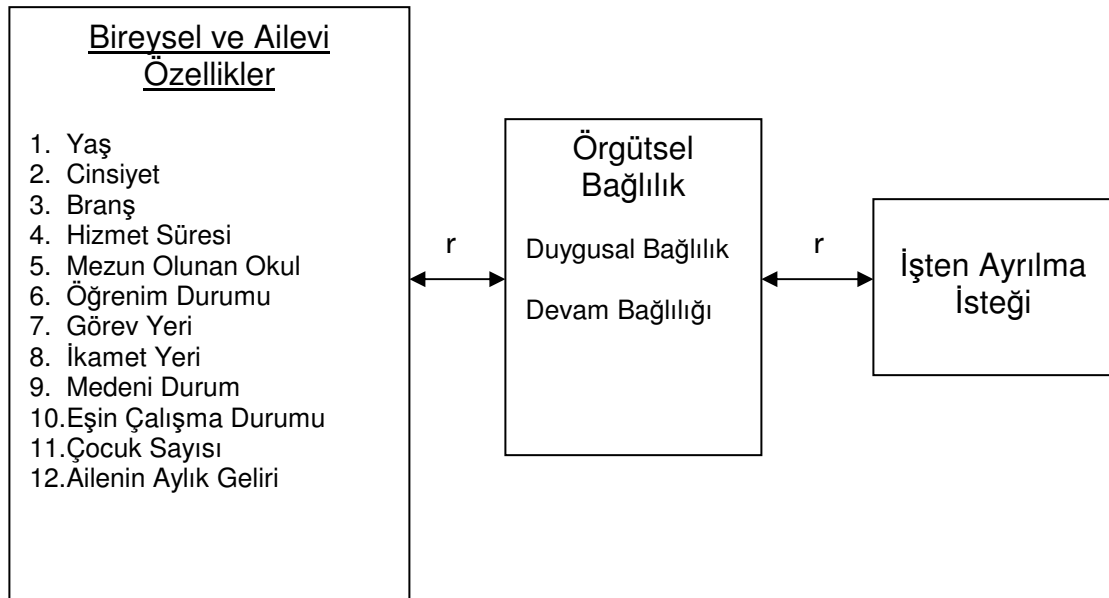 Bireysel ve Ailevi
Özellikler
1. Yaş
2. Cinsiyet
3. Branş
4. Hizmet Süresi
5. Mezun Olunan Okul
6. Öğrenim Durumu
7. Görev Yeri
8. İkamet Yeri
9. Medeni Durum
10.Eşin Çalışma Durumu
11.Çocuk Sayısı
12.Ailenin Aylık Geliri
r
Örgütsel
Bağlılık
Duygusal Bağlılık
Devam Bağlılığı
r
İşten Ayrılma
İsteği